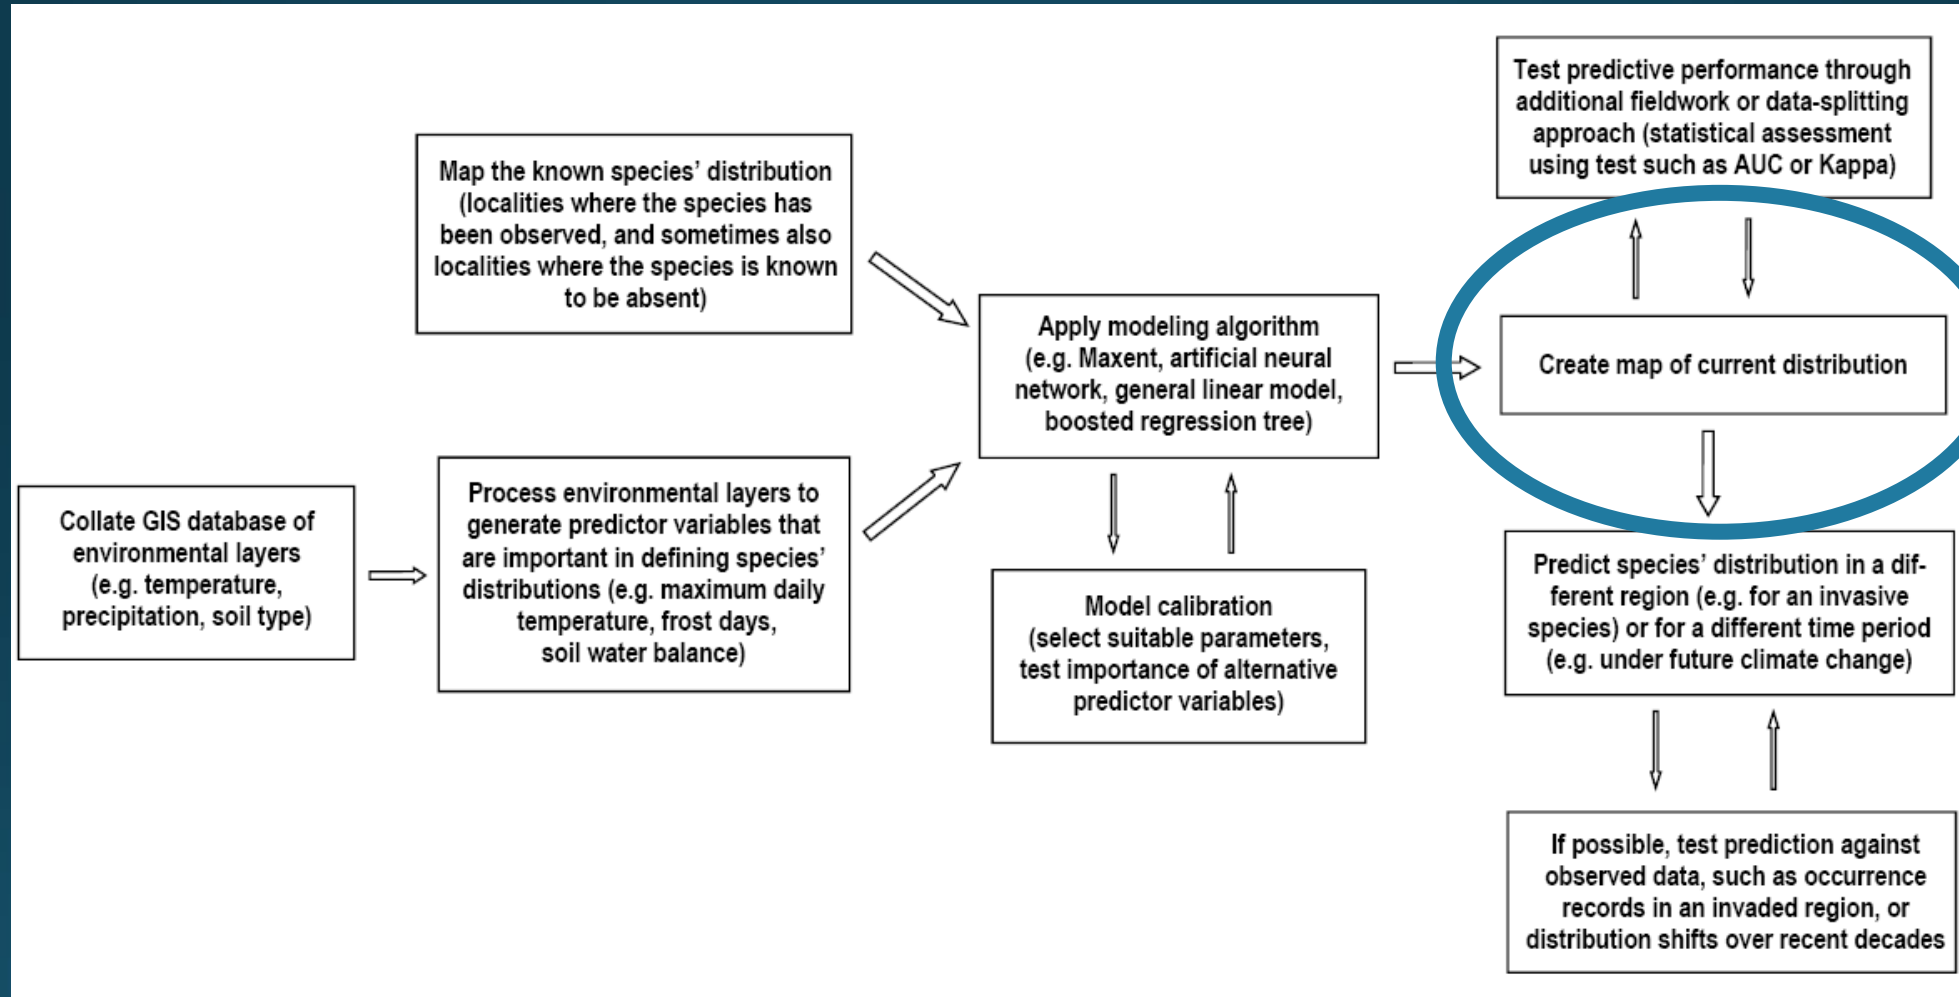 Test predictive performance through
additional fieldwork or data-splitting
approach (statistical assessment
using test such as AUC or Kappa)
Map the known species’ distribution
(localities where the species has
been observed, and sometimes also
localities where the species is known
to be absent)
Apply modeling algorithm
(e.g. Maxent, artificial neural
network, general linear model,
boosted regression tree)
Create map of current distribution
Collate GIS database of
environmental layers
(e.g. temperature,
precipitation, soil type)
Process environmental layers to
generate predictor variables that
are important in defining species’
distributions (e.g. maximum daily
temperature, frost days,
soil water balance)
Model calibration
(select suitable parameters,
test importance of alternative
predictor variables)
Predict species’ distribution in a dif-
ferent region (e.g. for an invasive
species) or for a different time period
(e.g. under future climate change)
If possible, test prediction against
observed data, such as occurrence
records in an invaded region, or
distribution shifts over recent decades